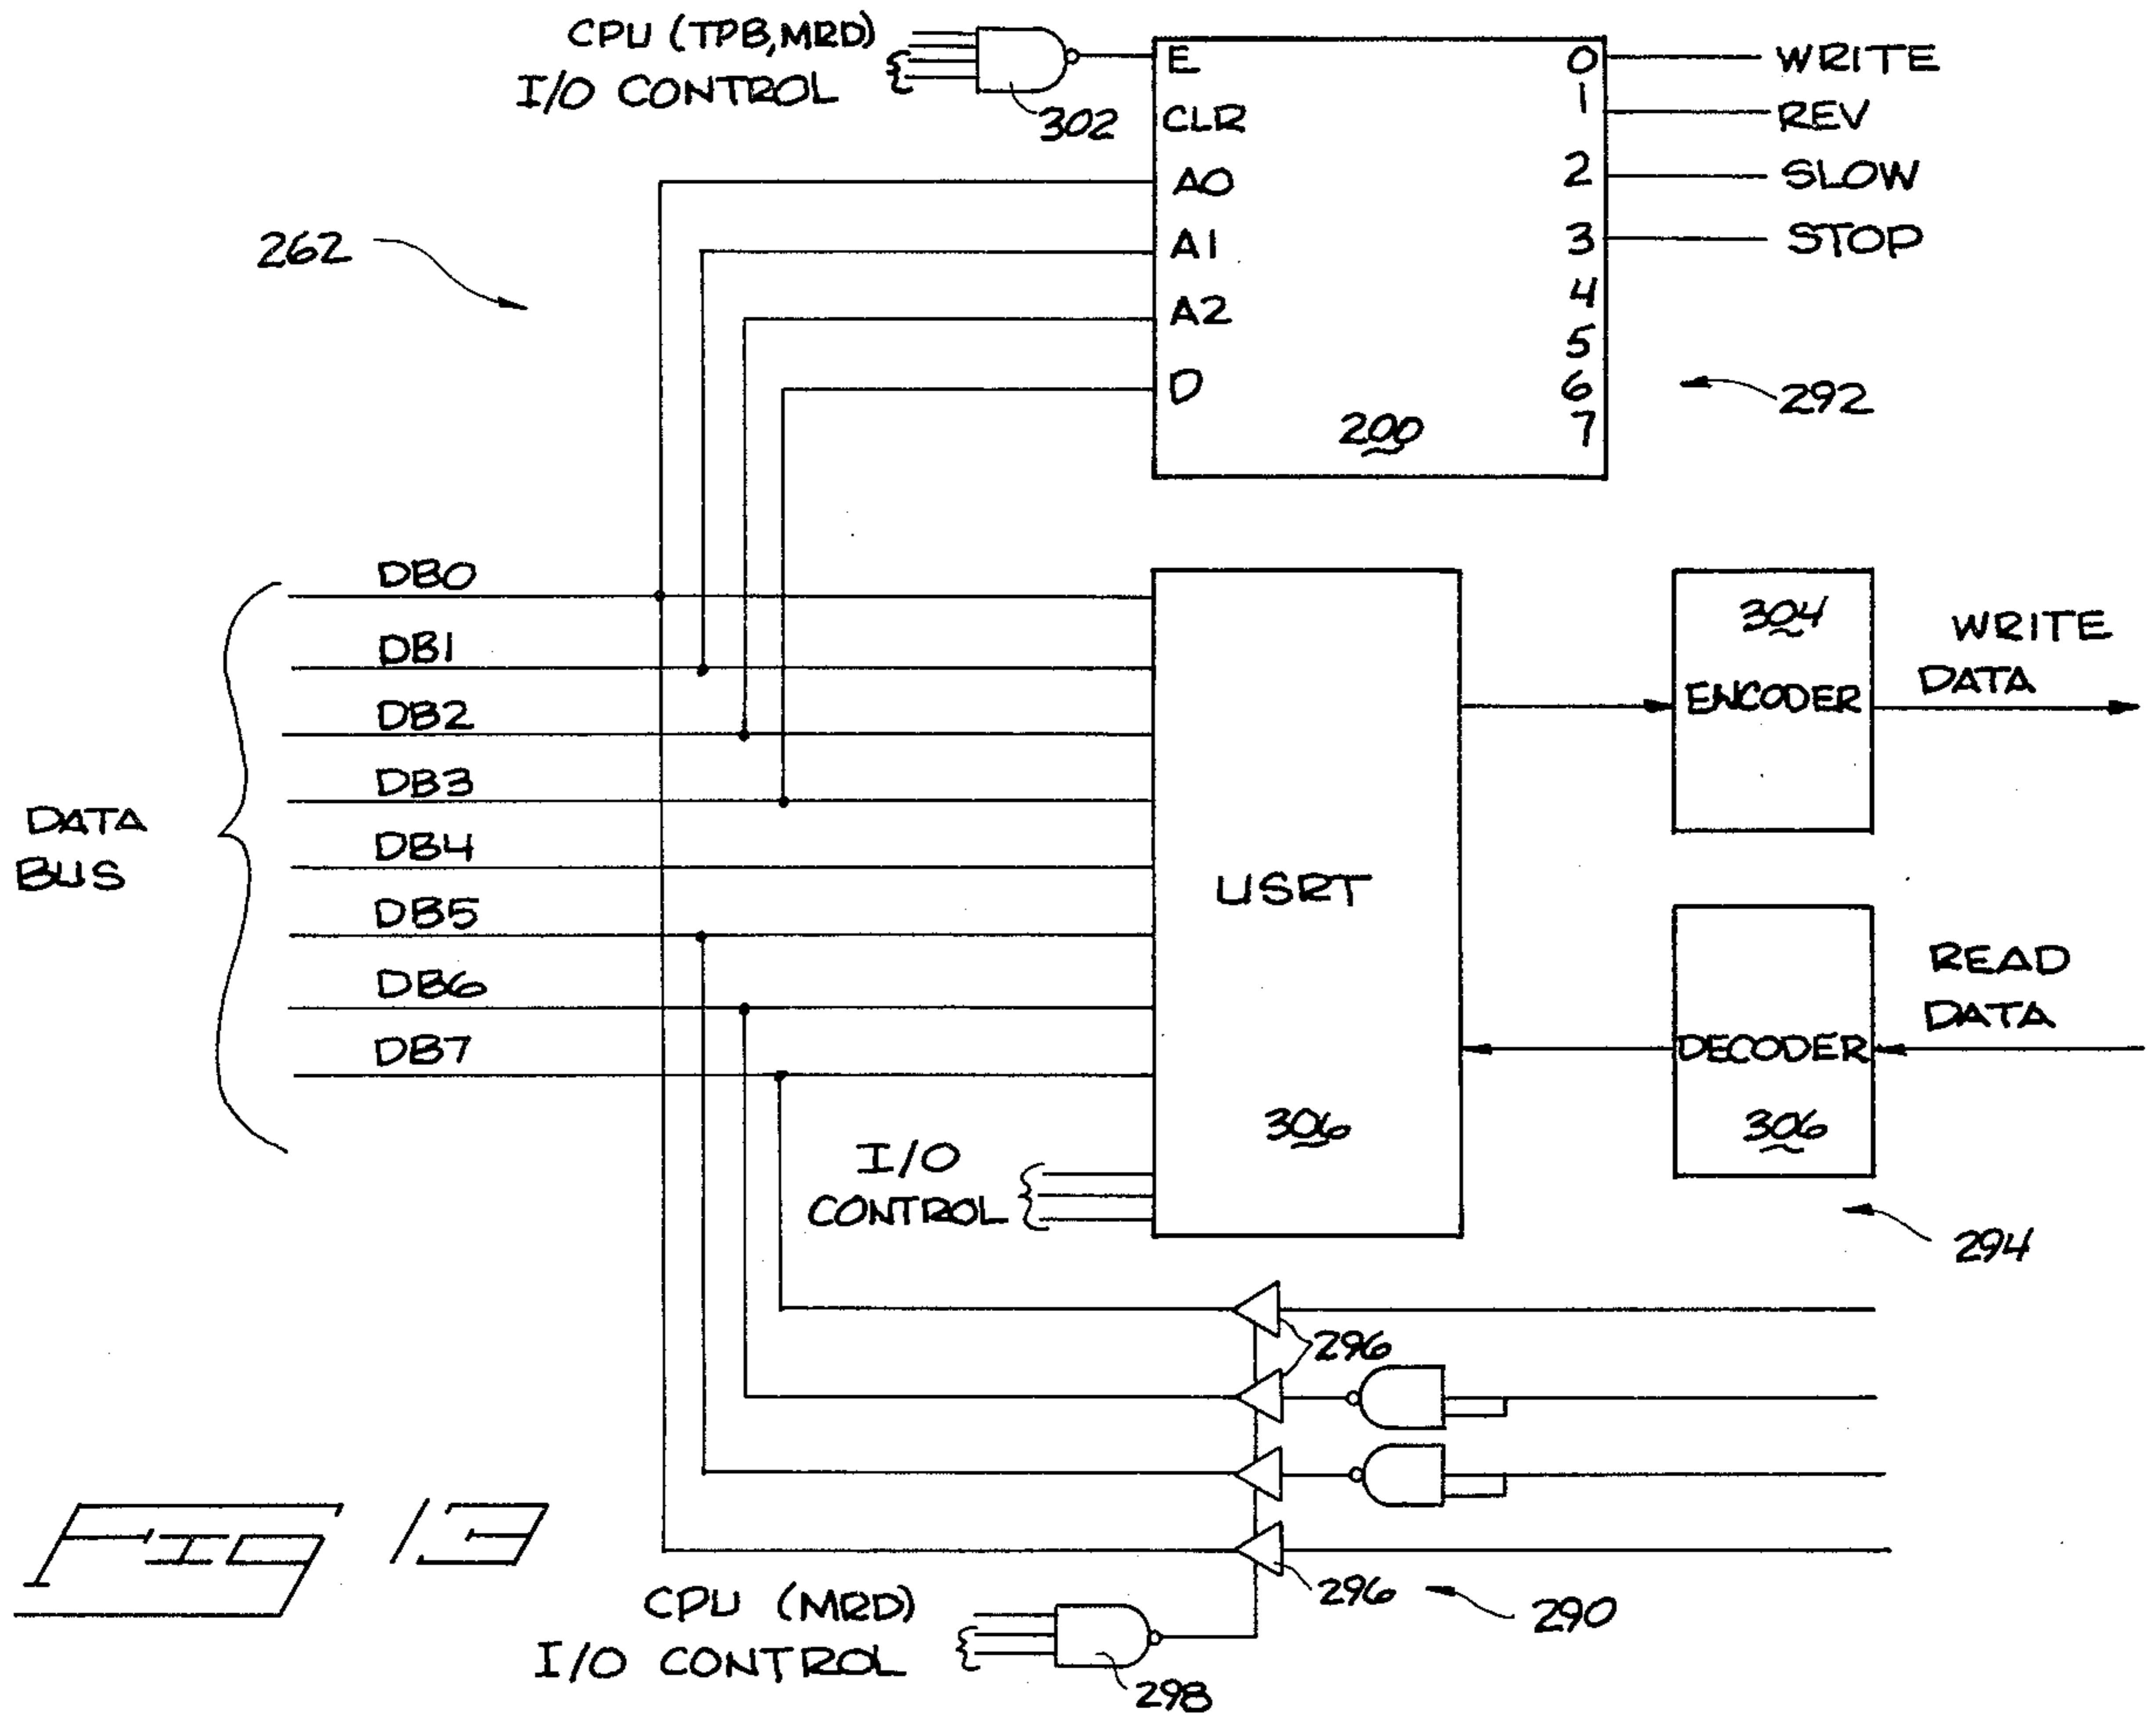 CPU (TPB,MRD)
I/O CONTROL
302
E
CLR
A0
A1
A2
D
200
0
1
2
3
4
5
6
7
WRITE
REV
SLOW
STOP
292
262
DATA
BUS
DB0
DB1
DB2
DB3
DB4
DB5
DB6
DB7
USRT
306
I/O
CONTROL
304
ENCODER
WRITE
DATA
READ
DATA
DECODER
306
294
296
296
290
CPU (MRD)
I/O CONTROL
298
FIG 13